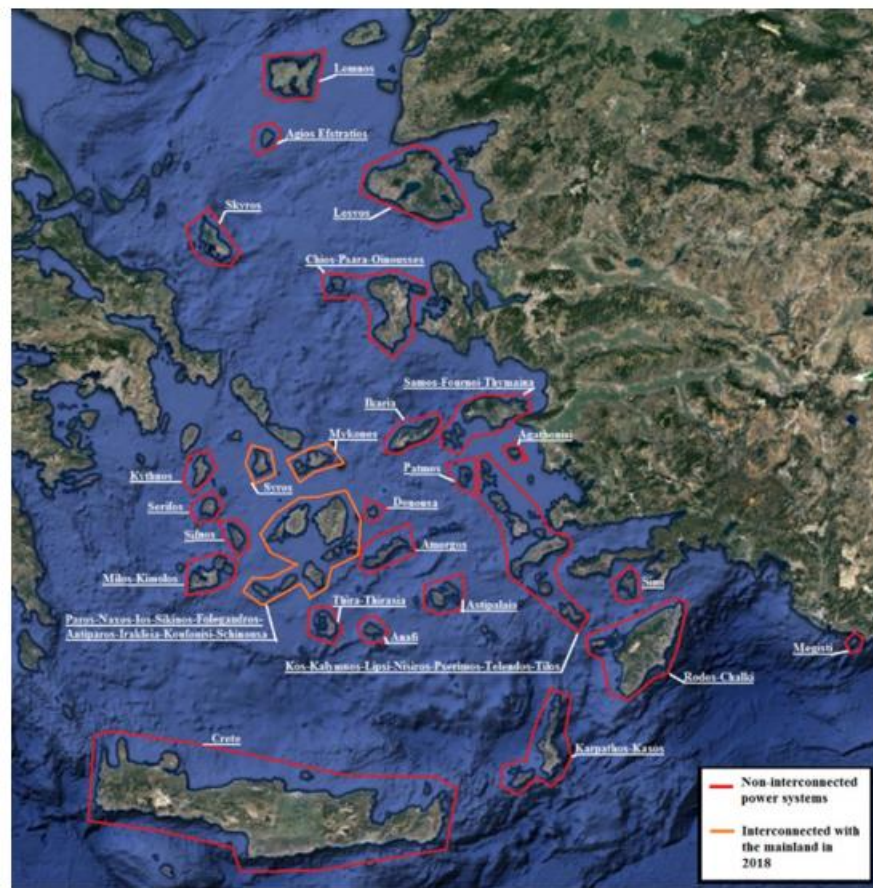 Lemnos
Agios Efstratios
Lesvos
Skyros
Chios-Psara-Oinousses
Samos-Fournoi-Thymaina
Ikaria
Agathonisi
Mykonos
Patmos
Kythnos
Syros
Serifos
Donousa
Sifnos
Amorgos
Milos-Kimolos
Simi
Thira-Thirasia
Astipalaia
Paros-Naxos-Ios-Sikinos-Folegandros-
Antiparos-Irakleia-Koufonisi-Schinousa
Anafi
Megisti
Kos-Kalymnos-Lipsi-Nisiros-Pserimos-Telendos-Tilos
Rodos-Chalki
Crete
Karpathos-Kasos
Non-interconnected
power systems
Interconnected with
the mainland in
2018